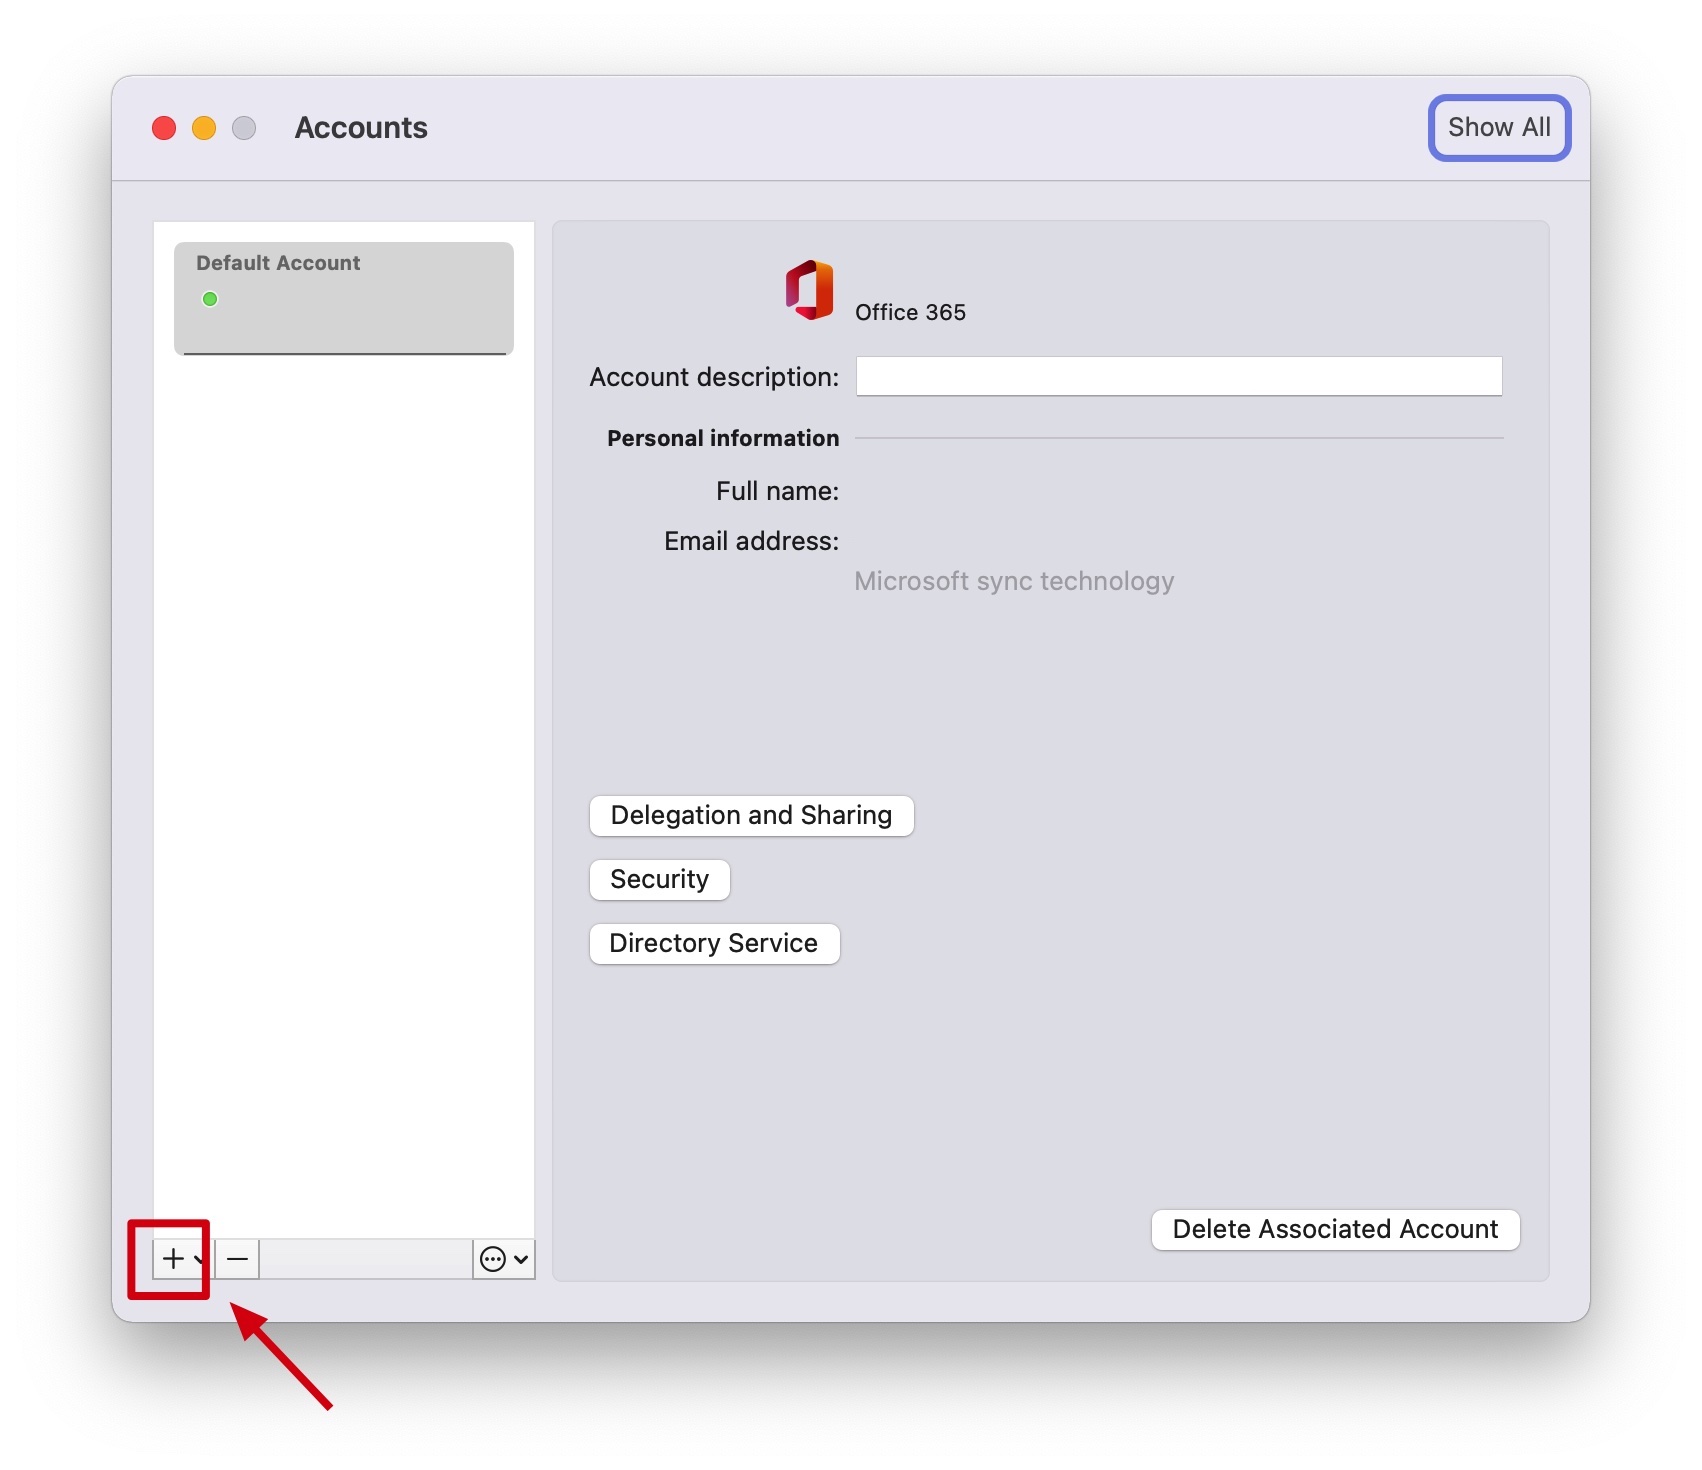 Accounts
Show All
Default Account
Office 365
Account description:
Personal information
Full name:
Email address:
Microsoft sync technology
Delegation and Sharing
Security
Directory Service
Delete Associated Account